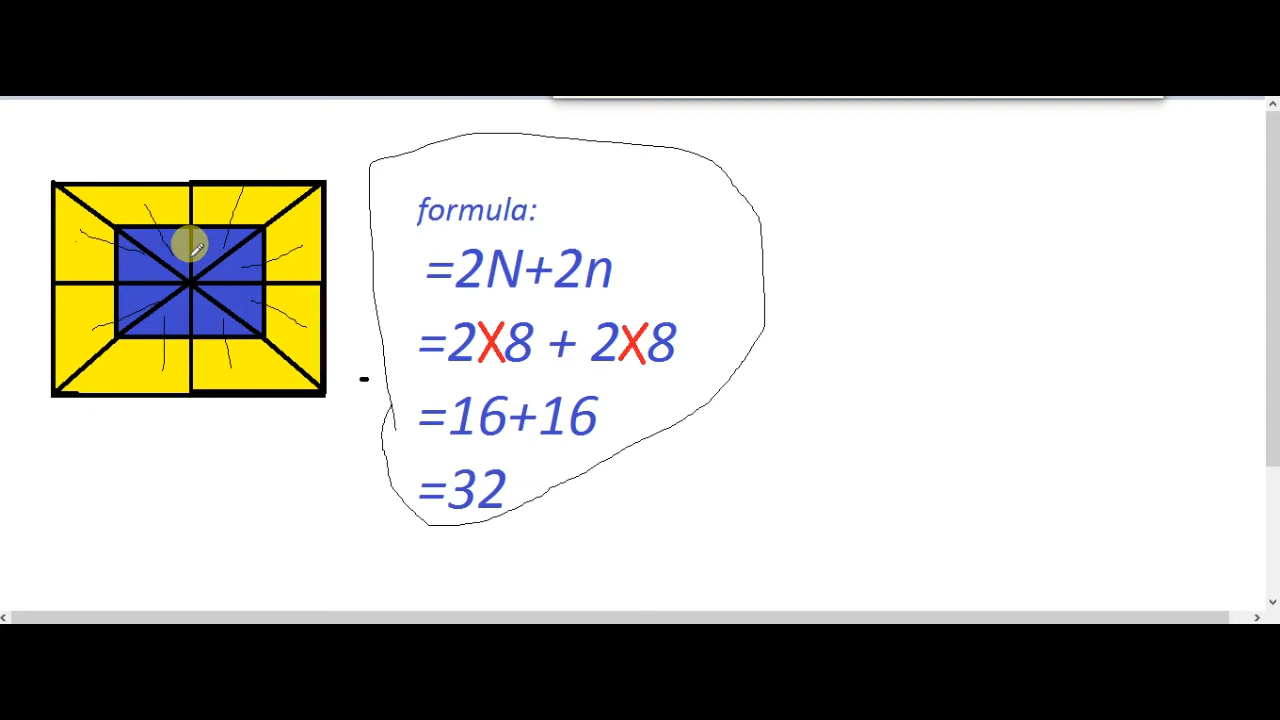 formula:
=2N+2n
=2X8 + 2X8
=16+16
=32